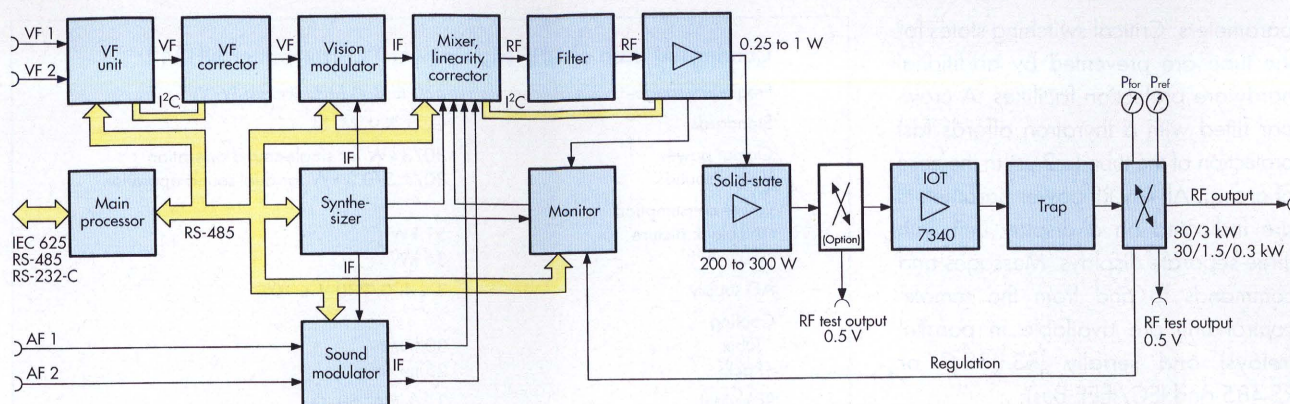 VF 1
VF 2
VF
unit
VF
VF
corrector
VF
Vision
modulator
IF
Mixer,
linearity
corrector
RF
Filter
RF
0.25 to 1 W
I²C
I²C
IF
Pfor
Pref
Main
processor
IEC 625
RS-485
RS-232-C
RS-485
Synthe-
sizer
IF
Monitor
Solid-state
200 to 300 W
(Option)
IOT
7340
Trap
RF output
30/3 kW
30/1.5/0.3 kW
RF test output
0.5 V
RF test output
0.5 V
Regulation
AF 1
AF 2
Sound
modulator
IF
IF